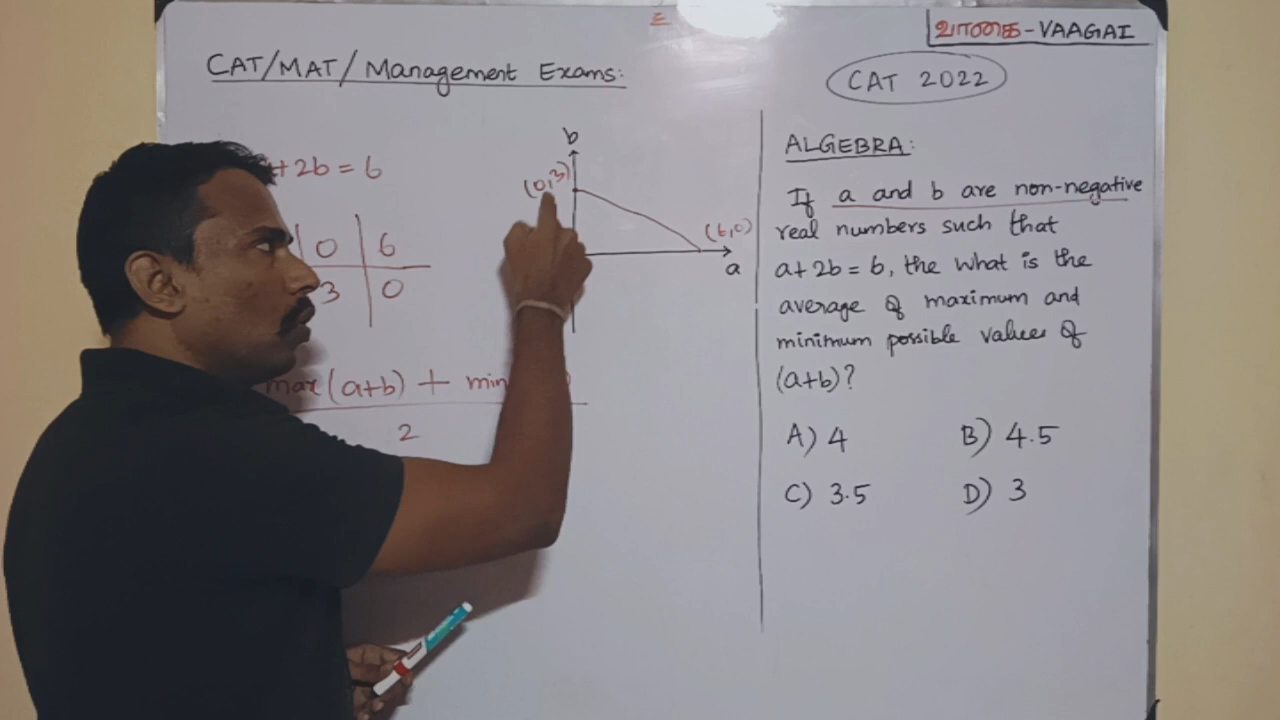 வாகை-VAAGAI
CAT/MAT/Management Exams:
CAT 2022
+2b = 6
0 6
3 0
max(a+b) + min
2
b
(0,3)
(6,0)
a
ALGEBRA:
If a and b are non-negative
real numbers such that
a+2b=6, the what is the
average of maximum and
minimum possible values of
(a+b)?
A) 4 B) 4.5
C) 3.5 D) 3